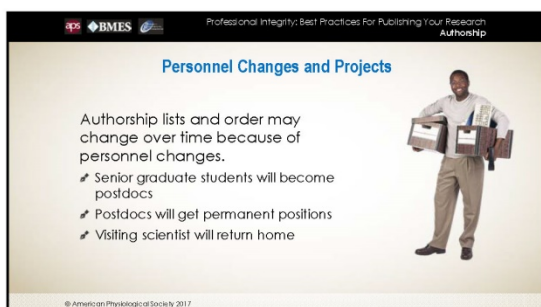 aps BMES
Professional Integrity: Best Practices For Publishing Your Research
Authorship
Personnel Changes and Projects
Authorship lists and order may
change over time because of
personnel changes.
Senior graduate students will become
postdocs
Postdocs will get permanent positions
Visiting scientist will return home
© American Physiological Society 2017